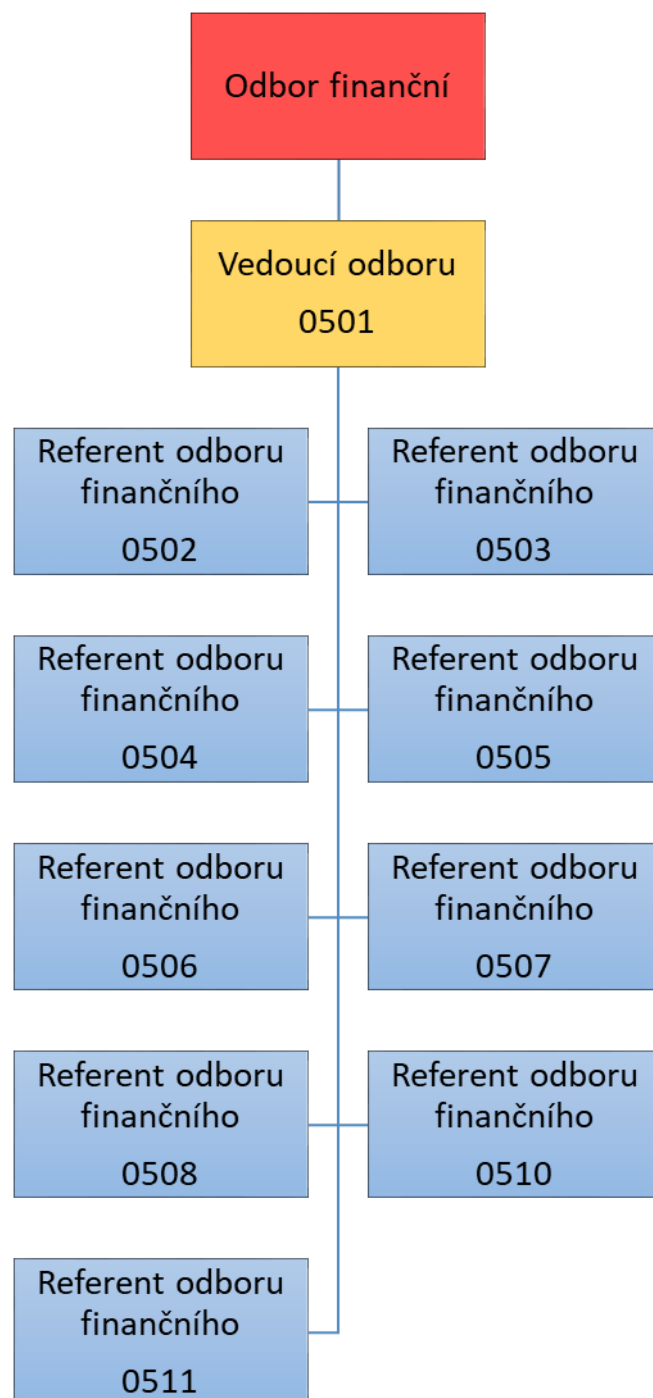 Odbor finanční
Vedoucí odboru
0501
Referent odboru
finančního
0502
Referent odboru
finančního
0503
Referent odboru
finančního
0504
Referent odboru
finančního
0505
Referent odboru
finančního
0506
Referent odboru
finančního
0507
Referent odboru
finančního
0508
Referent odboru
finančního
0510
Referent odboru
finančního
0511